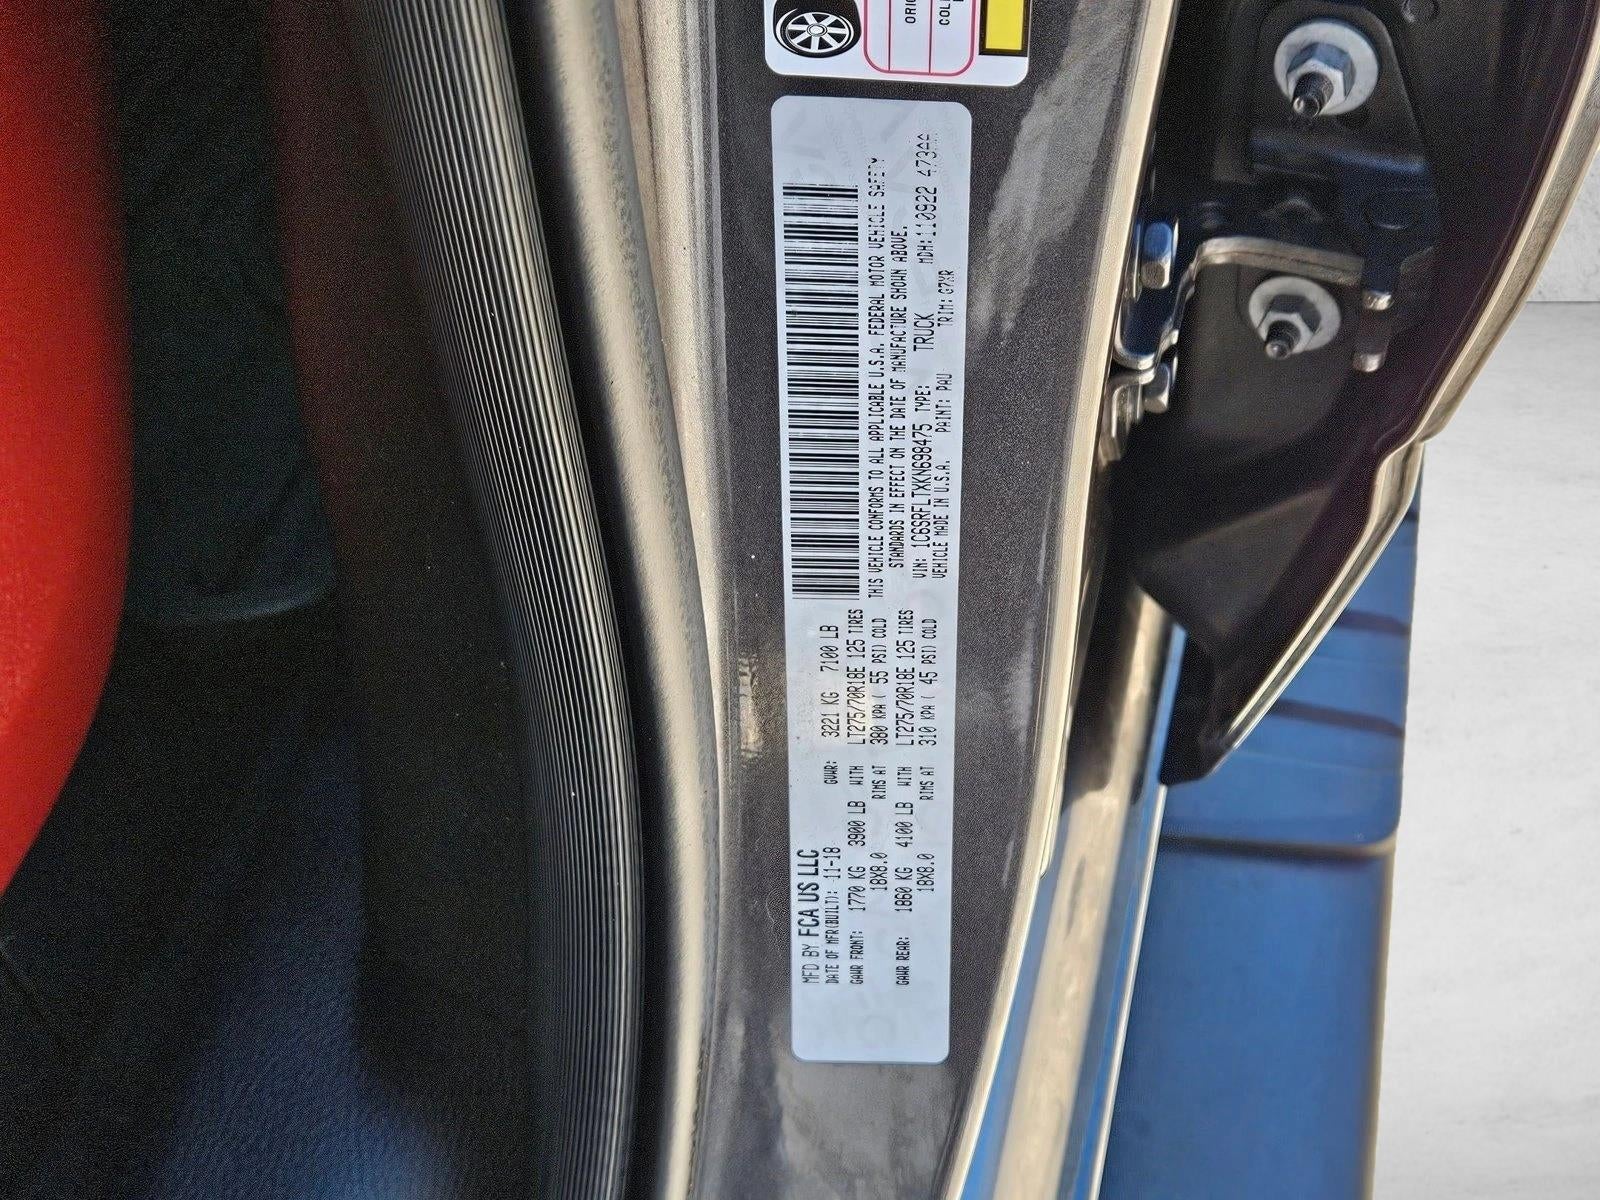 MFD BY FCA US LLC
DATE OF MFR(BUILT): 11-18 GVWR: 3221 KG 7100 LB
GAWR FRONT: 1770 KG 3900 LB WITH LT275/70R18E 125 TIRES
18X8.0 RIMS AT 380 KPA ( 55 PSI) COLD
GAWR REAR: 1860 KG 4100 LB WITH LT275/70R18E 125 TIRES
18X8.0 RIMS AT 310 KPA ( 45 PSI) COLD
THIS VEHICLE CONFORMS TO ALL APPLICABLE U.S.A. FEDERAL MOTOR VEHICLE SAFETY
STANDARDS IN EFFECT ON THE DATE OF MANUFACTURE SHOWN ABOVE.
VIN: 1C6SRFLTXKN698475 TYPE: TRUCK MDH:110922 473AA
VEHICLE MADE IN U.S.A. PAINT: PAU TRIM: G7XR